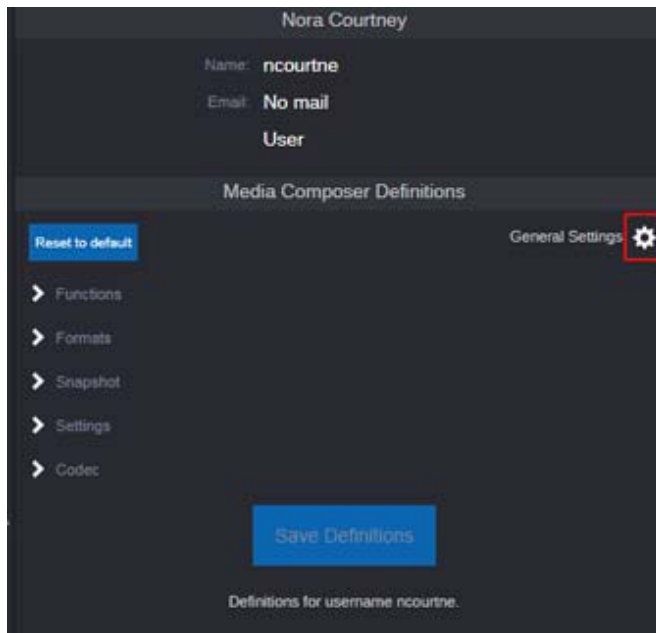 Nora Courtney
Name: ncourtne
Email: No mail
User
Media Composer Definitions
Reset to default
General Settings
Functions
Formats
Snapshot
Settings
Codec
Save Definitions
Definitions for username ncourtne.